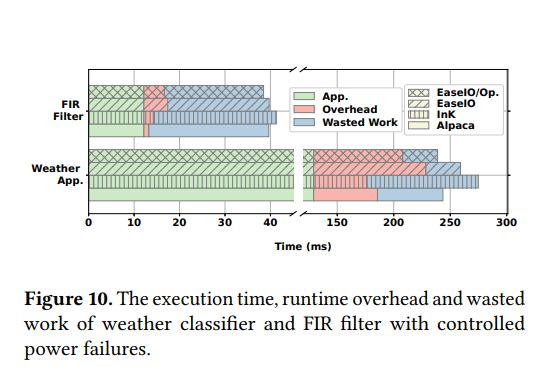 App.
Overhead
Wasted Work
EaseIO/Op.
EaseIO
InK
Alpaca
FIR
Filter
Weather
App.
0 10 20 30 40 150 200 250 300
Time (ms)
Figure 10. The execution time, runtime overhead and wasted
work of weather classifier and FIR filter with controlled
power failures.